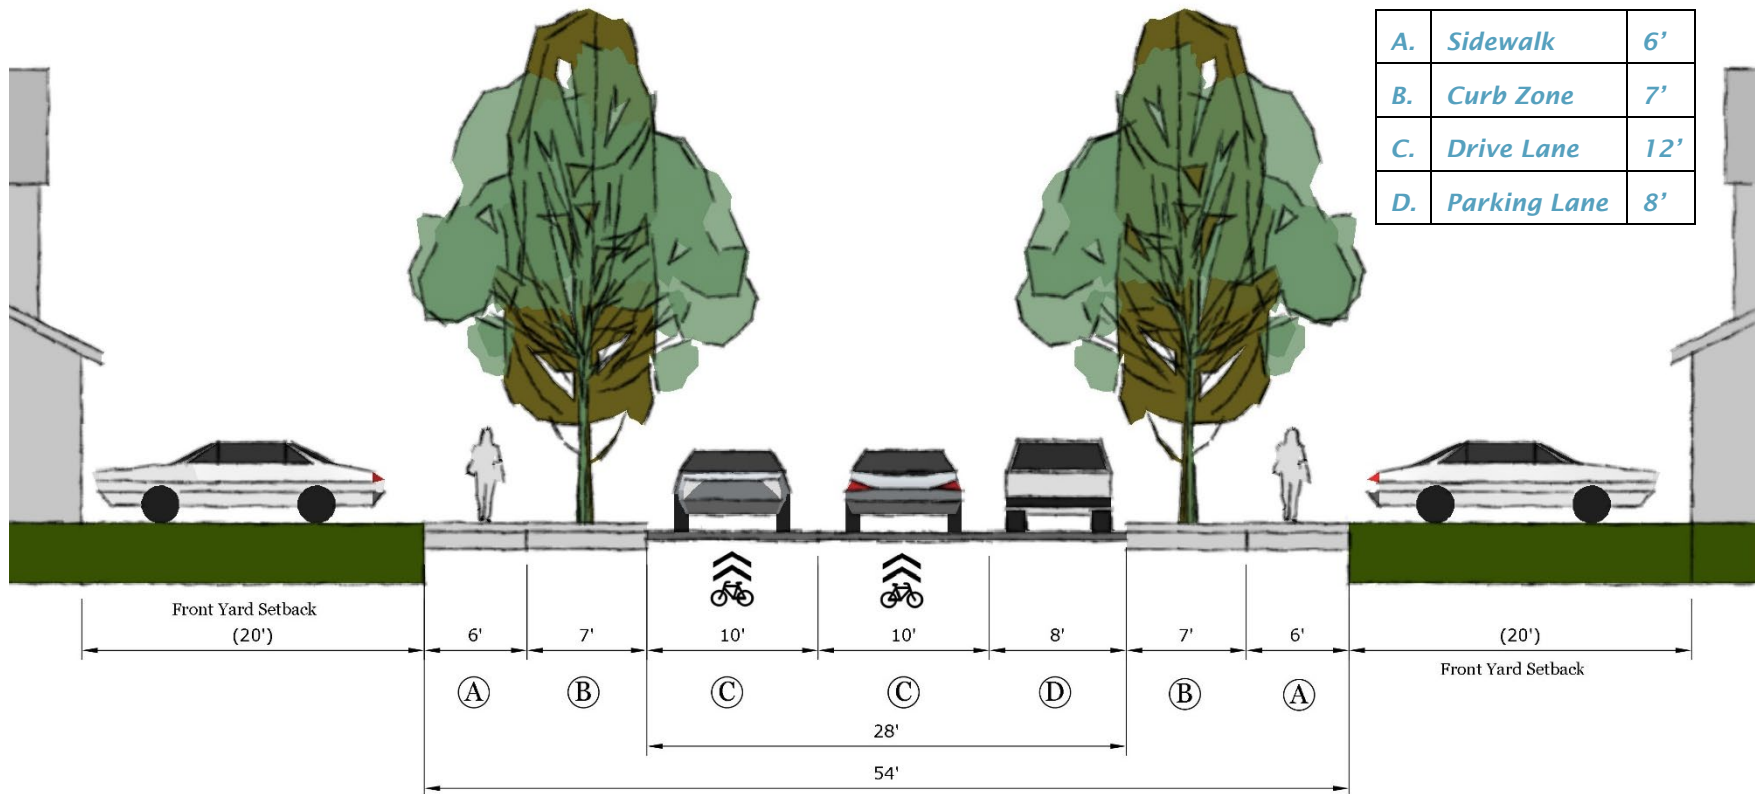 A. Sidewalk 6’
B. Curb Zone 7’
C. Drive Lane 12’
D. Parking Lane 8’
Front Yard Setback
(20') 6' 7' 10' 10' 8' 7' 6' (20')
Front Yard Setback
A B C C D B A
28'
54'